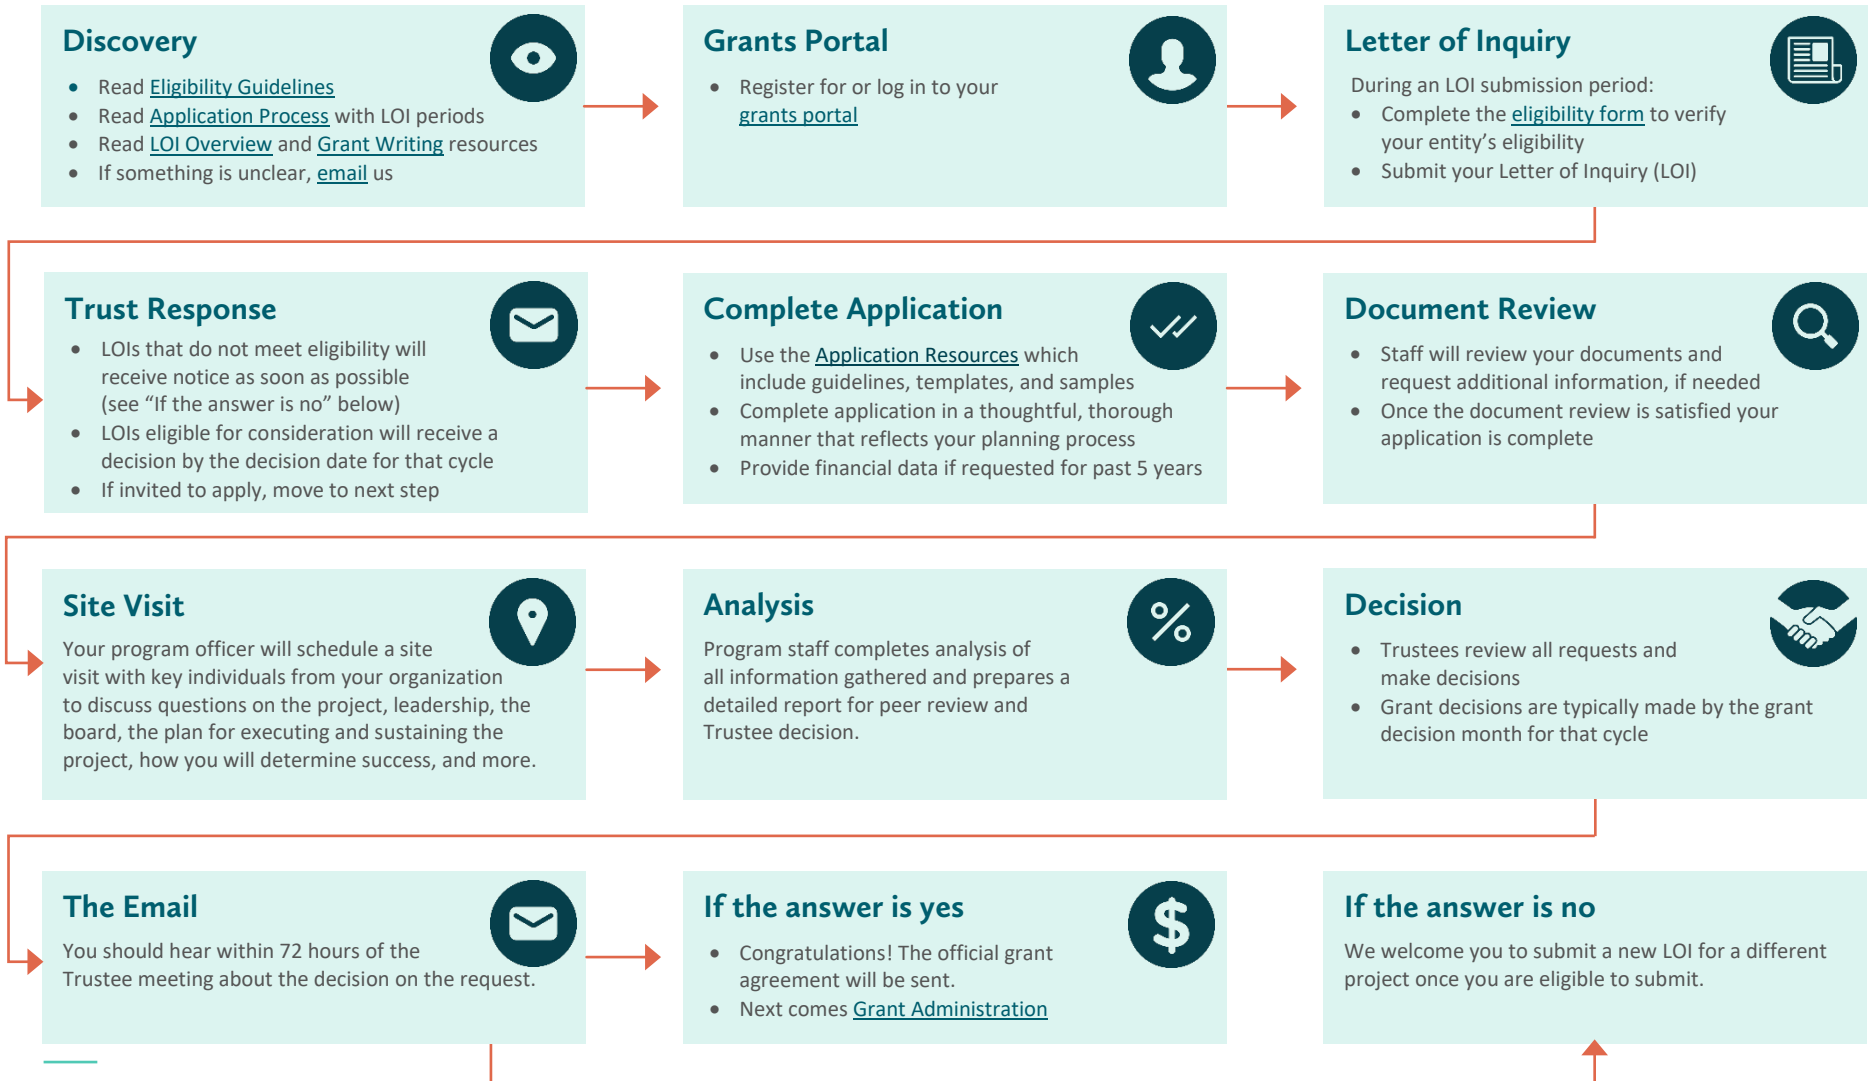 Discovery
• Read Eligibility Guidelines
• Read Application Process with LOI periods
• Read LOI Overview and Grant Writing resources
• If something is unclear, email us
Grants Portal
• Register for or log in to your
grants portal
Letter of Inquiry
During an LOI submission period:
• Complete the eligibility form to verify
your entity’s eligibility
• Submit your Letter of Inquiry (LOI)
Trust Response
• LOIs that do not meet eligibility will
receive notice as soon as possible
(see “If the answer is no” below)
• LOIs eligible for consideration will receive a
decision by the decision date for that cycle
• If invited to apply, move to next step
Complete Application
• Use the Application Resources which
include guidelines, templates, and samples
• Complete application in a thoughtful, thorough
manner that reflects your planning process
• Provide financial data if requested for past 5 years
Document Review
• Staff will review your documents and
request additional information, if needed
• Once the document review is satisfied your
application is complete
Site Visit
Your program officer will schedule a site
visit with key individuals from your organization
to discuss questions on the project, leadership, the
board, the plan for executing and sustaining the
project, how you will determine success, and more.
Analysis
Program staff completes analysis of
all information gathered and prepares a
detailed report for peer review and
Trustee decision.
%
Decision
• Trustees review all requests and
make decisions
• Grant decisions are typically made by the grant
decision month for that cycle
The Email
You should hear within 72 hours of the
Trustee meeting about the decision on the request.
If the answer is yes
• Congratulations! The official grant
agreement will be sent.
• Next comes Grant Administration
$
If the answer is no
We welcome you to submit a new LOI for a different
project once you are eligible to submit.